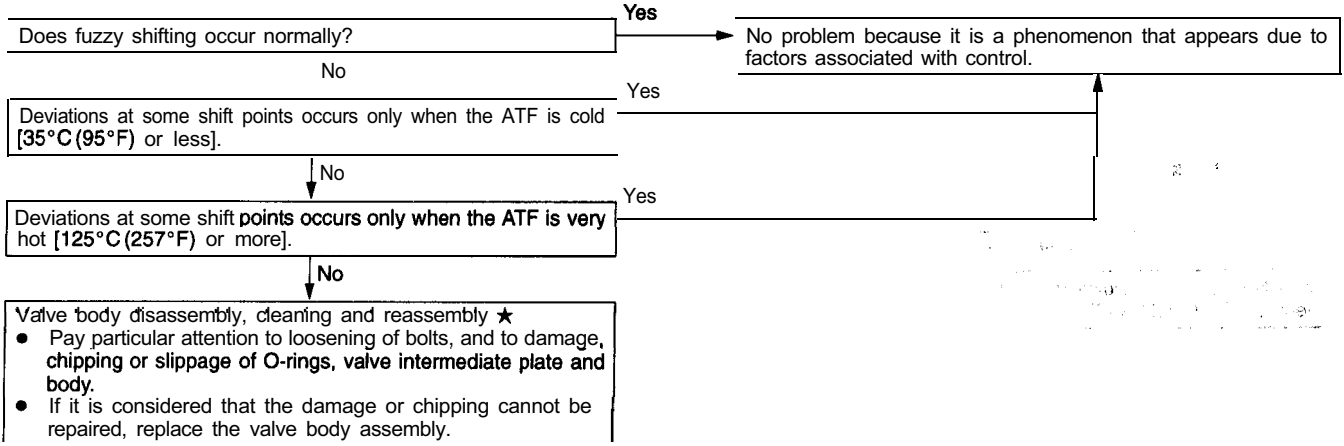 Yes
Does fuzzy shifting occur normally?
No problem because it is a phenomenon that appears due to
factors associated with control.
No
Yes
Deviations at some shift points occurs only when the ATF is cold
[35°C (95°F) or less].
No
Yes
Deviations at some shift points occurs only when the ATF is very
hot [125°C (257°F) or more].
No
Valve body disassembly, cleaning and reassembly ★
● Pay particular attention to loosening of bolts, and to damage,
chipping or slippage of O-rings, valve intermediate plate and
body.
● If it is considered that the damage or chipping cannot be
repaired, replace the valve body assembly.